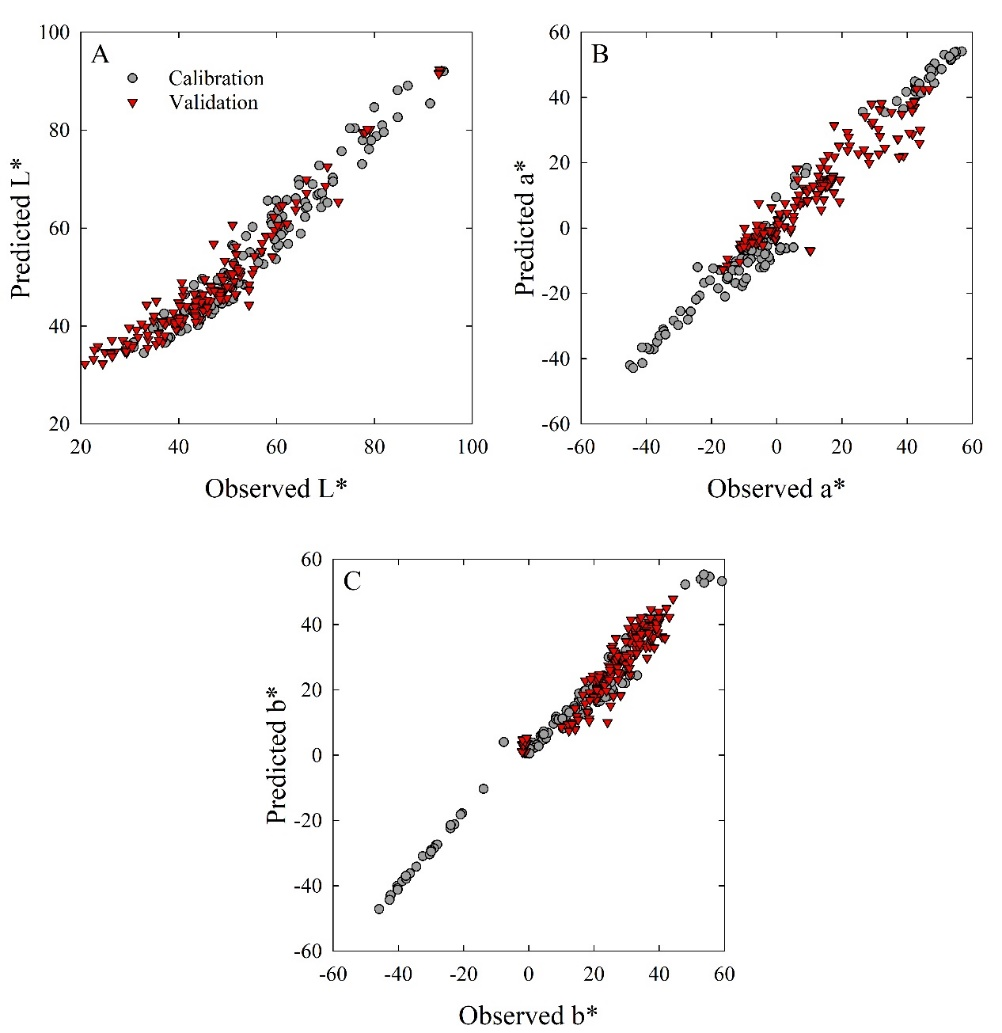 A
Calibration
Validation
100
80
60
40
20
20 40 60 80 100
Predicted L*
Observed L*
B
60
40
20
0
-20
-40
-60
-60 -40 -20 0 20 40 60
Predicted a*
Observed a*
C
60
40
20
0
-20
-40
-60
-60 -40 -20 0 20 40 60
Predicted b*
Observed b*